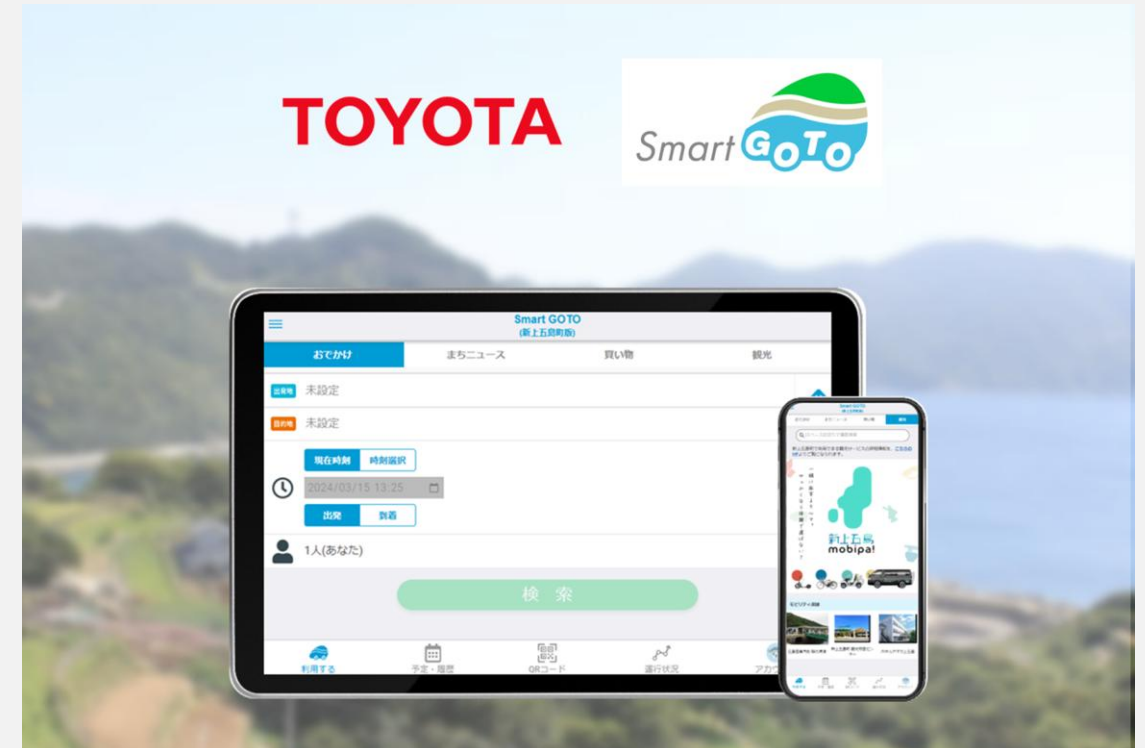 TOYOTA
Smart GOTO
Smart GOTO
(新上五島町版)
おでかけ
まちニュース
買い物
観光
出発地
未設定
目的地
未設定
現在時刻
時刻選択
2024/03/15 13:25
出発
到着
1人(あなた)
検索
利用する
予定・履歴
QRコード
運行状況
Smart GOTO
新上五島
mobipa!